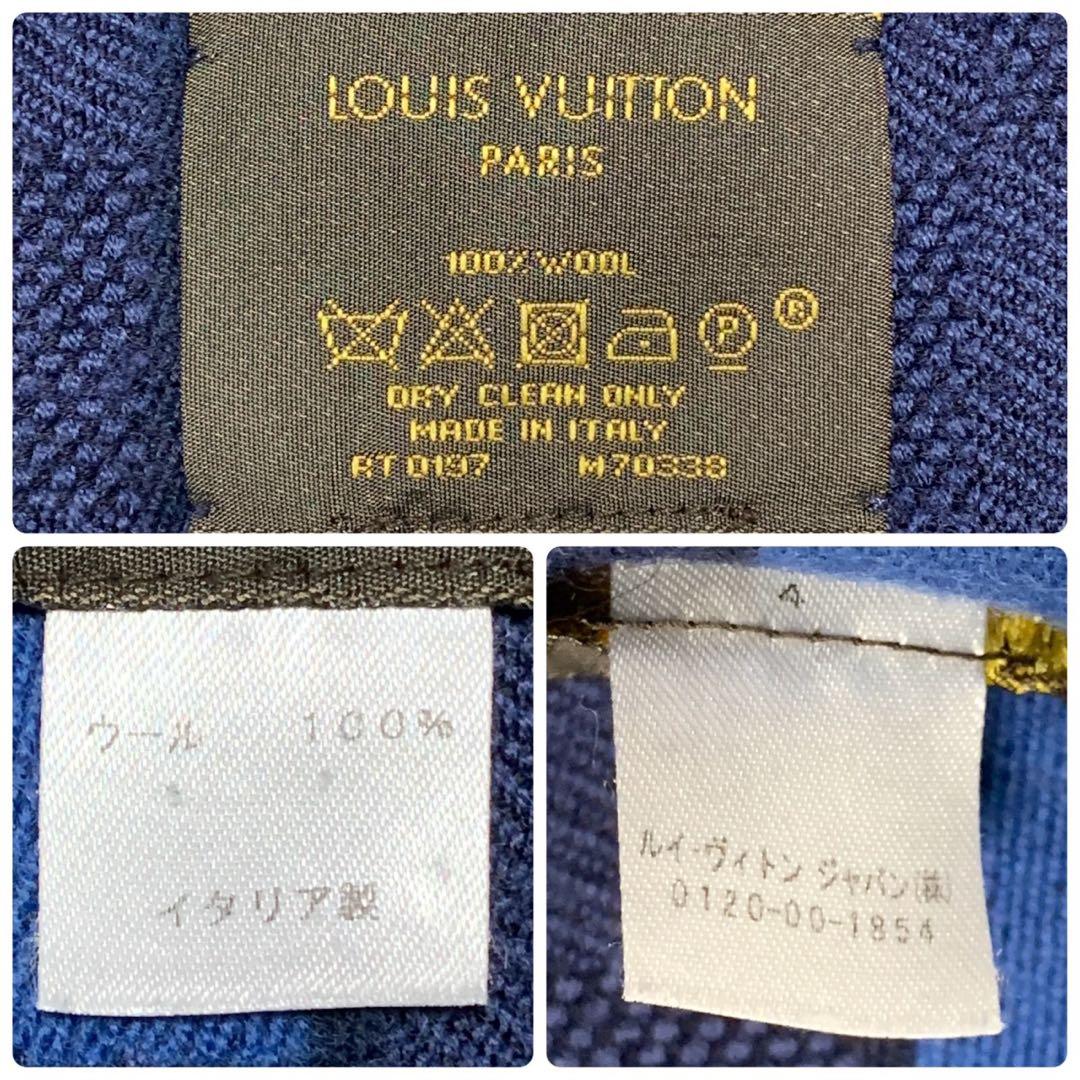 LOUIS VUITTON
PARIS
100% WOOL
P ®
DRY CLEAN ONLY
MADE IN ITALY
RT0197 M70338
ウール 100%
イタリア製
4
ルイ・ヴィトン ジャパン(株)
0120-00-1854